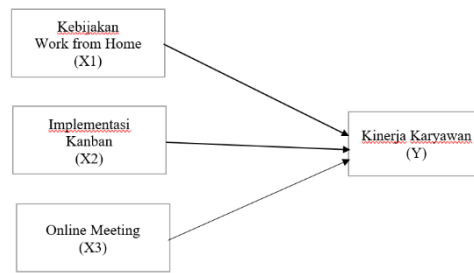 Kebijakan
Work from Home
(X1)
Implementasi
Kanban
(X2)
Kinerja Karyawan
(Y)
Online Meeting
(X3)